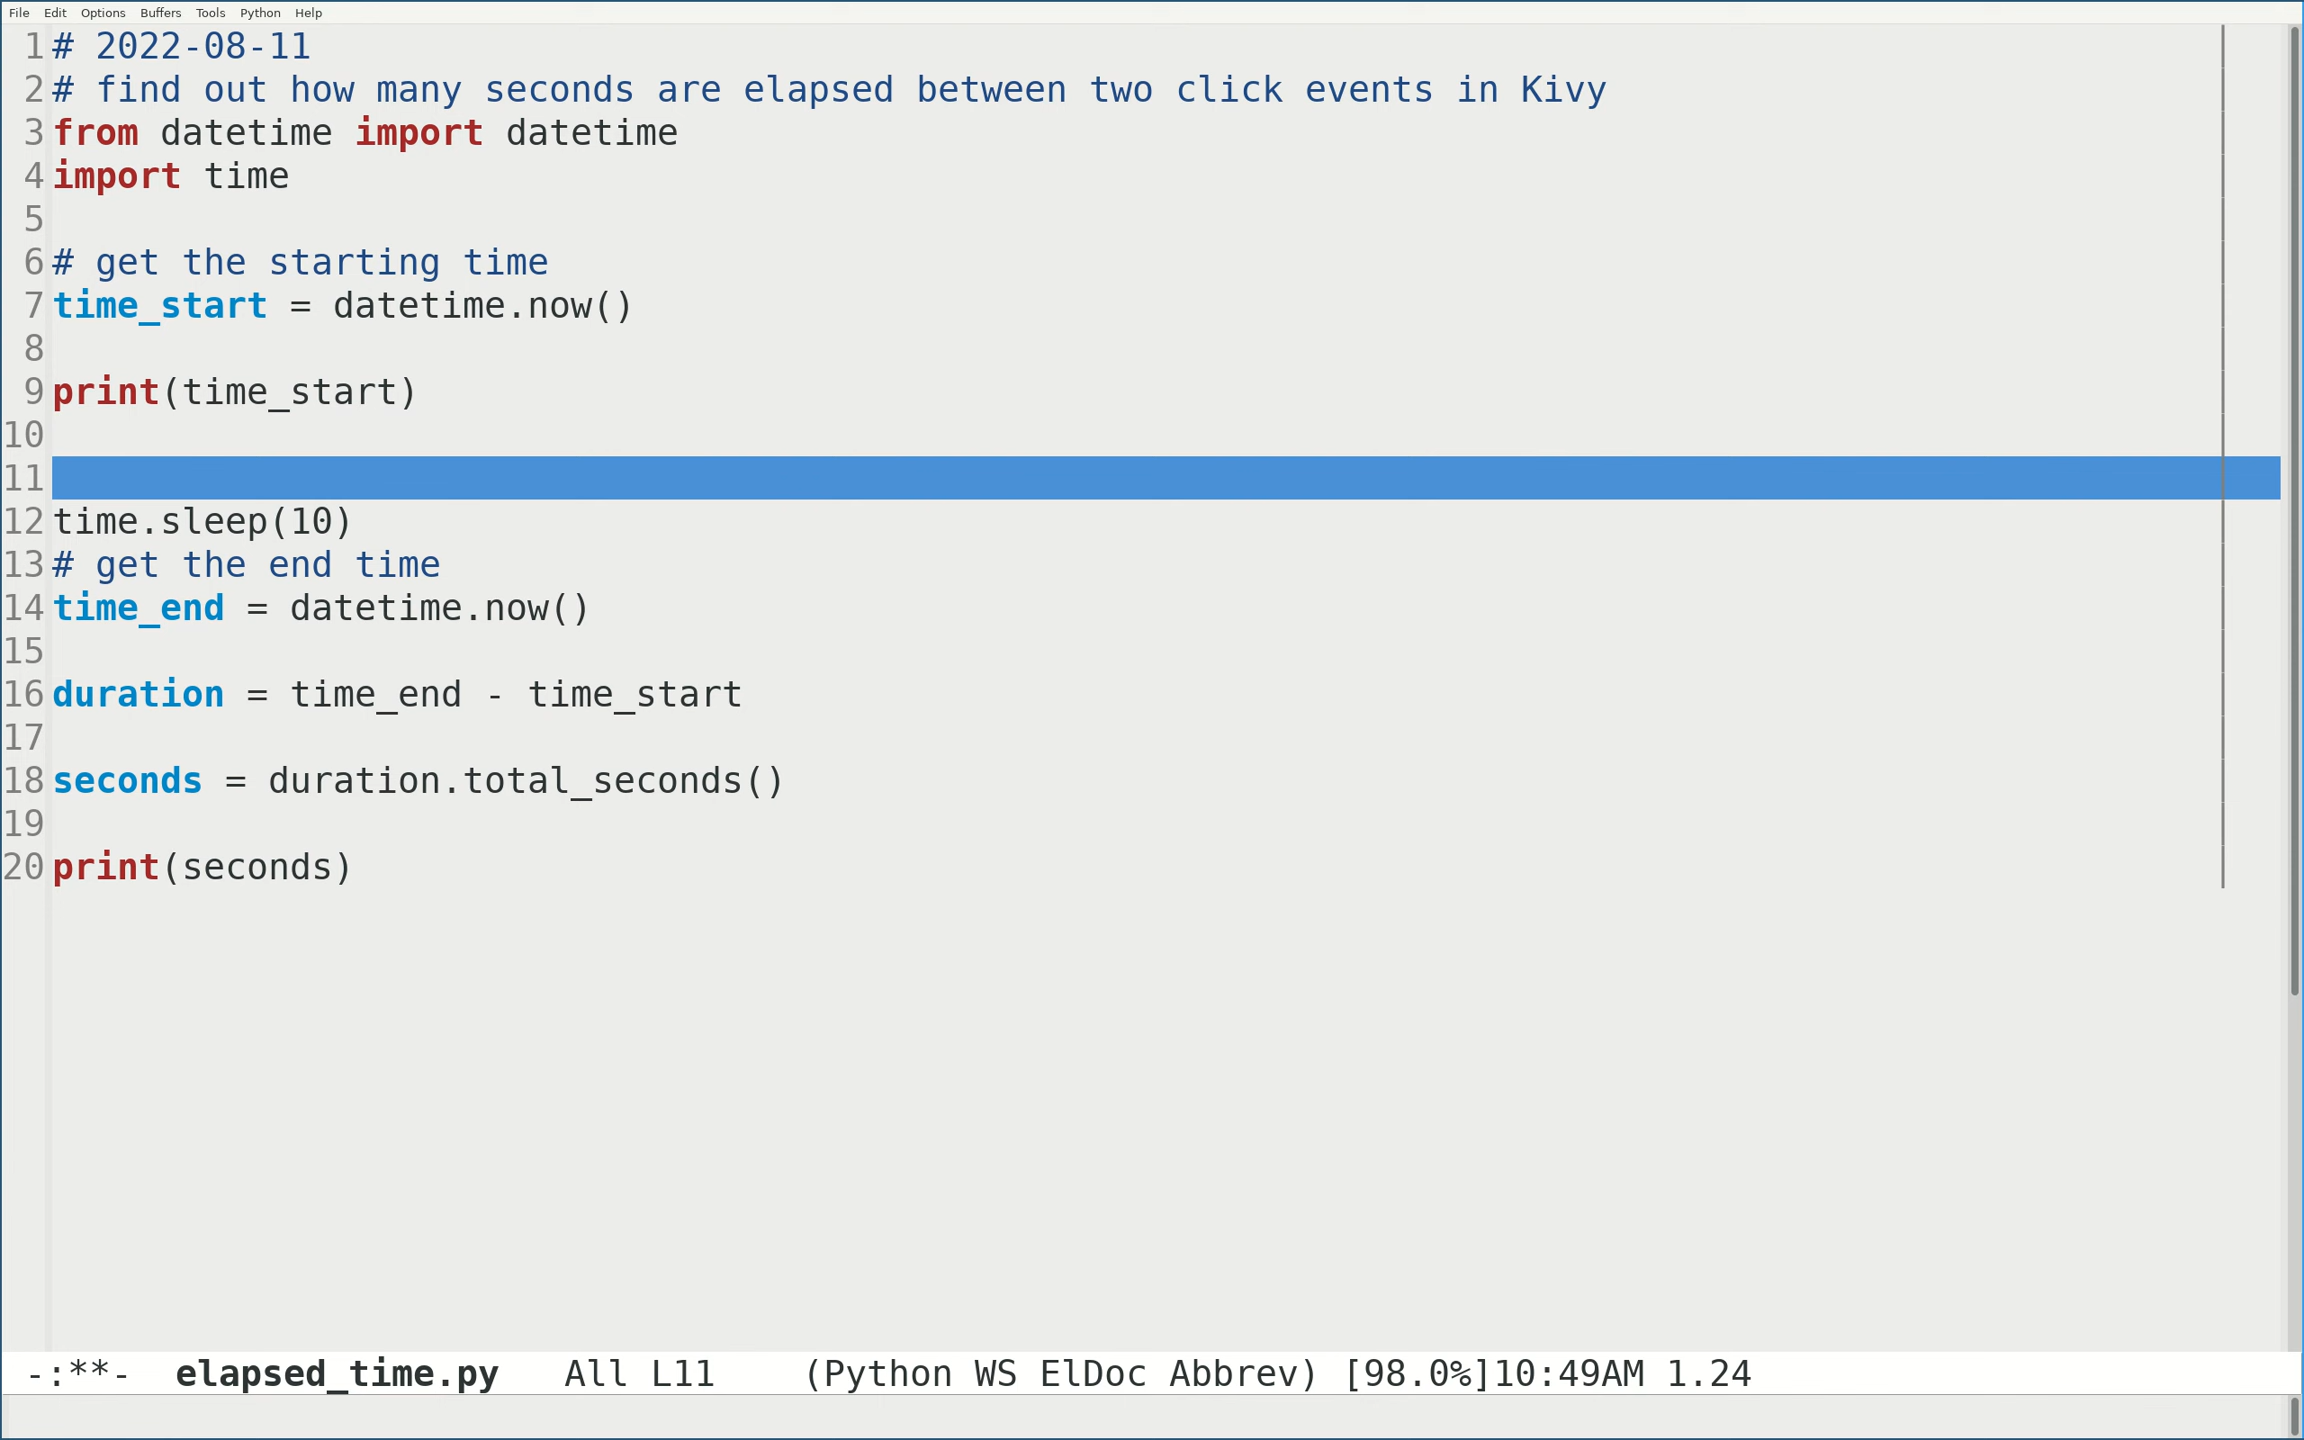 File Edit Options Buffers Tools Python Help
1 # 2022-08-11
2 # find out how many seconds are elapsed between two click events in Kivy
3 from datetime import datetime
4 import time
5
6 # get the starting time
7 time_start = datetime.now()
8
9 print(time_start)
10
11
12 time.sleep(10)
13 # get the end time
14 time_end = datetime.now()
15
16 duration = time_end - time_start
17
18 seconds = duration.total_seconds()
19
20 print(seconds)
-:**- elapsed_time.py All L11 (Python WS ElDoc Abbrev) [98.0%]10:49AM 1.24